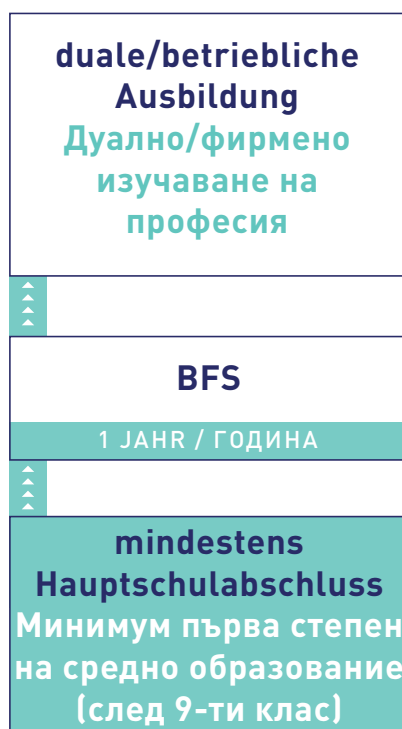 duale/betriebliche
Ausbildung
Дуално/фирмено
изучаване на
професия
BFS
1 JAHR / ГОДИНА
mindestens
Hauptschulabschluss
Минимум първа степен
на средно образование
(след 9-ти клас)